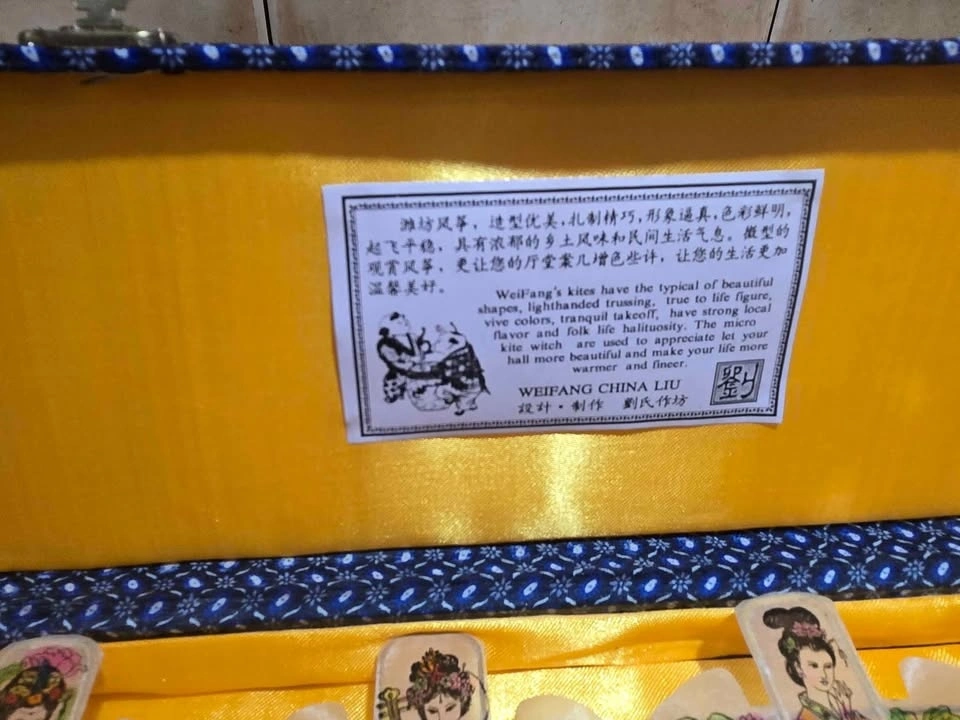 潍坊风筝，造型优美，扎制精巧，形象逼真，色彩鲜明，
起飞平稳，具有浓郁的乡土风味和民间生活气息。微型的
观赏风筝，更让您的厅堂案几增色些许，让您的生活更加
温馨美好。
WeiFang's kites have the typical of beautiful
shapes, lighthanded trussing, true to life figure,
vive colors, tranquil takeoff, have strong local
flavor and folk life halituosity. The micro
kite witch are used to appreciate let your
hall more beautiful and make your life more
warmer and fineer.
WEIFANG CHINA LIU
設計·制作 劉氏作坊
劉